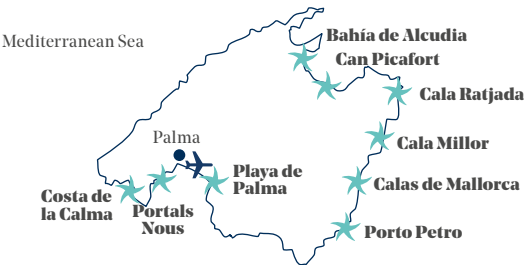 Bahía de Alcudia
Mediterranean Sea
Can Picafort
Cala Ratjada
Palma
Cala Millor
Playa de
Palma
Calas de Mallorca
Costa de
la Calma
Portals
Nous
Porto Petro